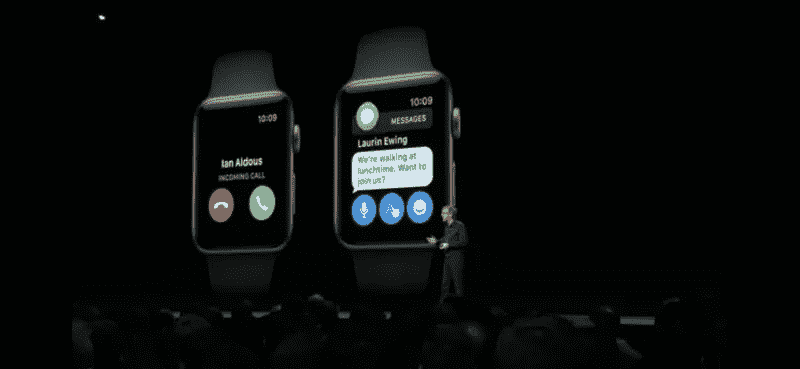 10:09
Ian Aldous
INCOMING CALL
10:09
MESSAGES
Laurin Ewing
We're walking at
lunchtime. Want to
join us?